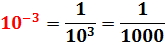 10⁻³ = 1/10³ = 1/1000